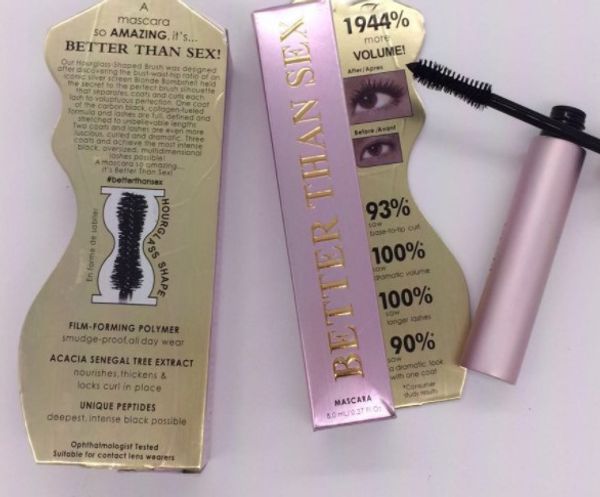 A
mascara
so AMAZING, it's...
BETTER THAN SEX!
Our Hourglass-Shaped Brush was designed
after discovering the bust-waist-hip ratio of an
iconic silver screen Blonde Bombshell held
the secret to the perfect brush silhouette
that separates, coats and curls each
lash to voluptuous perfection. One coat
of the carbon black, collagen-fueled
formula and lashes are full, defined and
stretched to unbelievable lengths.
Two coats and lashes are even more
luscious, curled and dramatic. Three
coats and achieve the most intense
black, oversized, multidimensional
lashes possible!
A mascara so amazing...
it's Better Than Sex!
#betterthansex
En forme de sablier
HOURGLASS SHAPE
FILM-FORMING POLYMER
smudge-proof, all day wear
ACACIA SENEGAL TREE EXTRACT
nourishes, thickens &
locks curl in place
UNIQUE PEPTIDES
deepest, intense black possible
Ophthalmologist Tested
Suitable for contact lens wearers
BETTER THAN SEX
MASCARA
8.0 mL/0.27 Fl. Oz
1944%
more
VOLUME!
After/Après
Before/Avant
93%
saw
base-to-tip curl
100%
saw
dramatic volume
100%
saw
longer lashes
90%
saw
a dramatic look
with one coat
*Consumer
study results